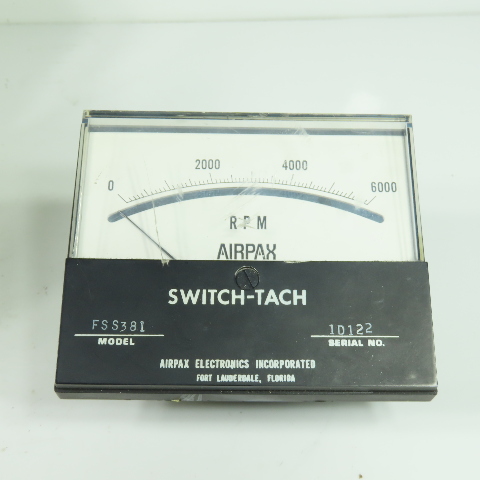 0 2000 4000 6000
RPM
AIRPAX
SWITCH-TACH
FSS381 1D122
MODEL SERIAL NO.
AIRPAX ELECTRONICS INCORPORATED
FORT LAUDERDALE, FLORIDA